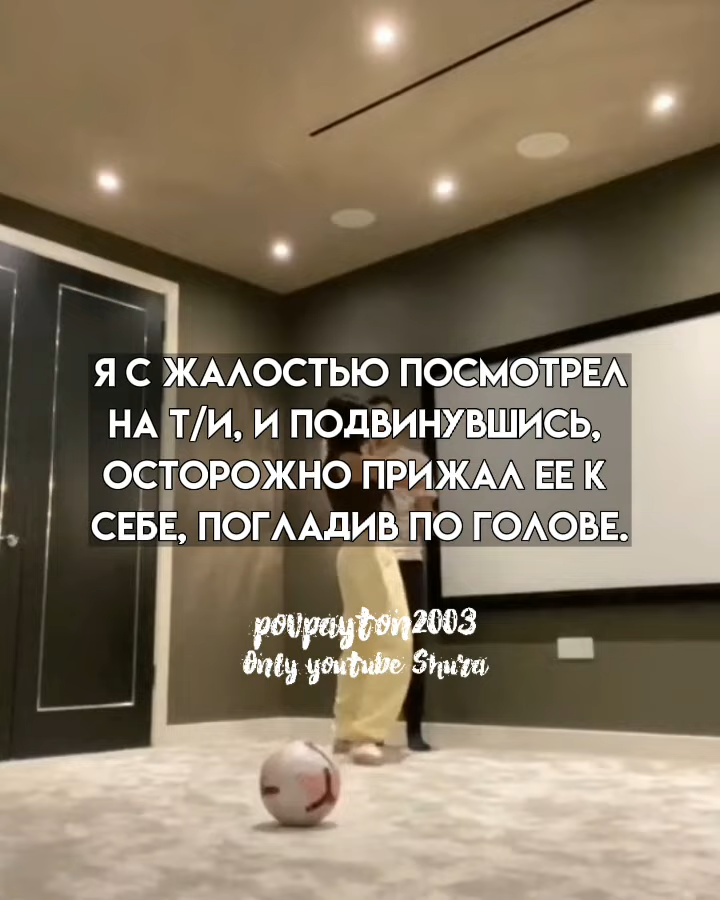 Я С ЖАЛОСТЬЮ ПОСМОТРЕЛ
НА Т/И, И ПОДВИНУВШИСЬ,
ОСТОРОЖНО ПРИЖАЛ ЕЕ К
СЕБЕ, ПОГЛАДИВ ПО ГОЛОВЕ.
povpayton2003
Only youtube Shura